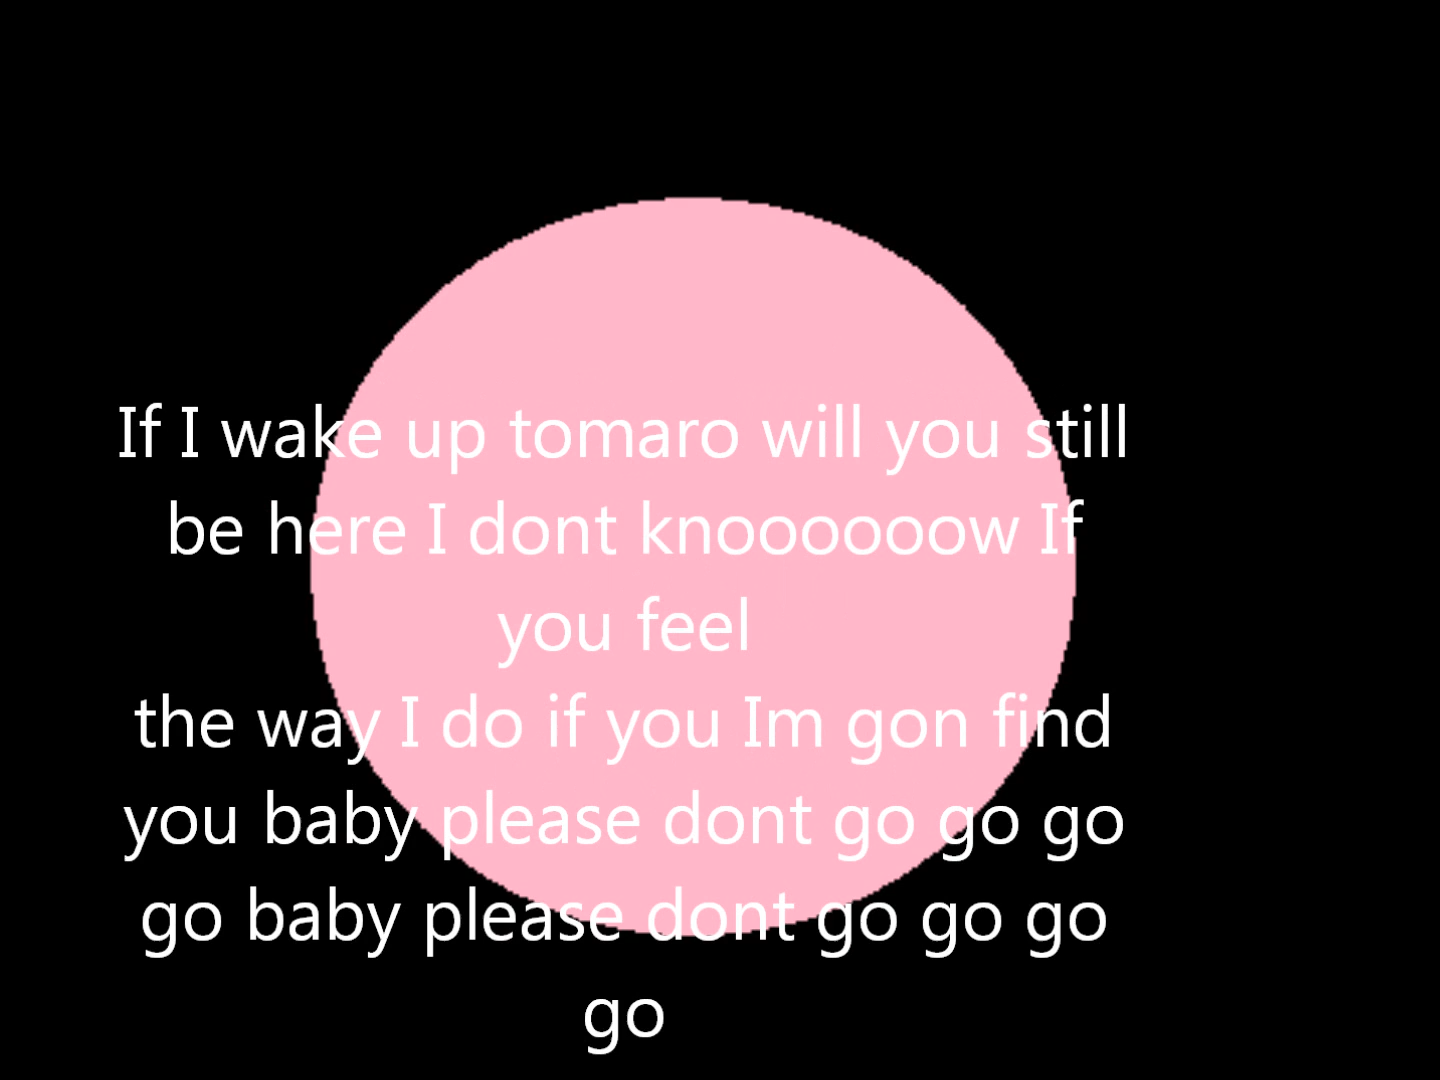 If I wake up tomaro will you still
be here I dont knooooooow If
you feel
the way I do if you Im gon find
you baby please dont go go go
go baby please dont go go go
go